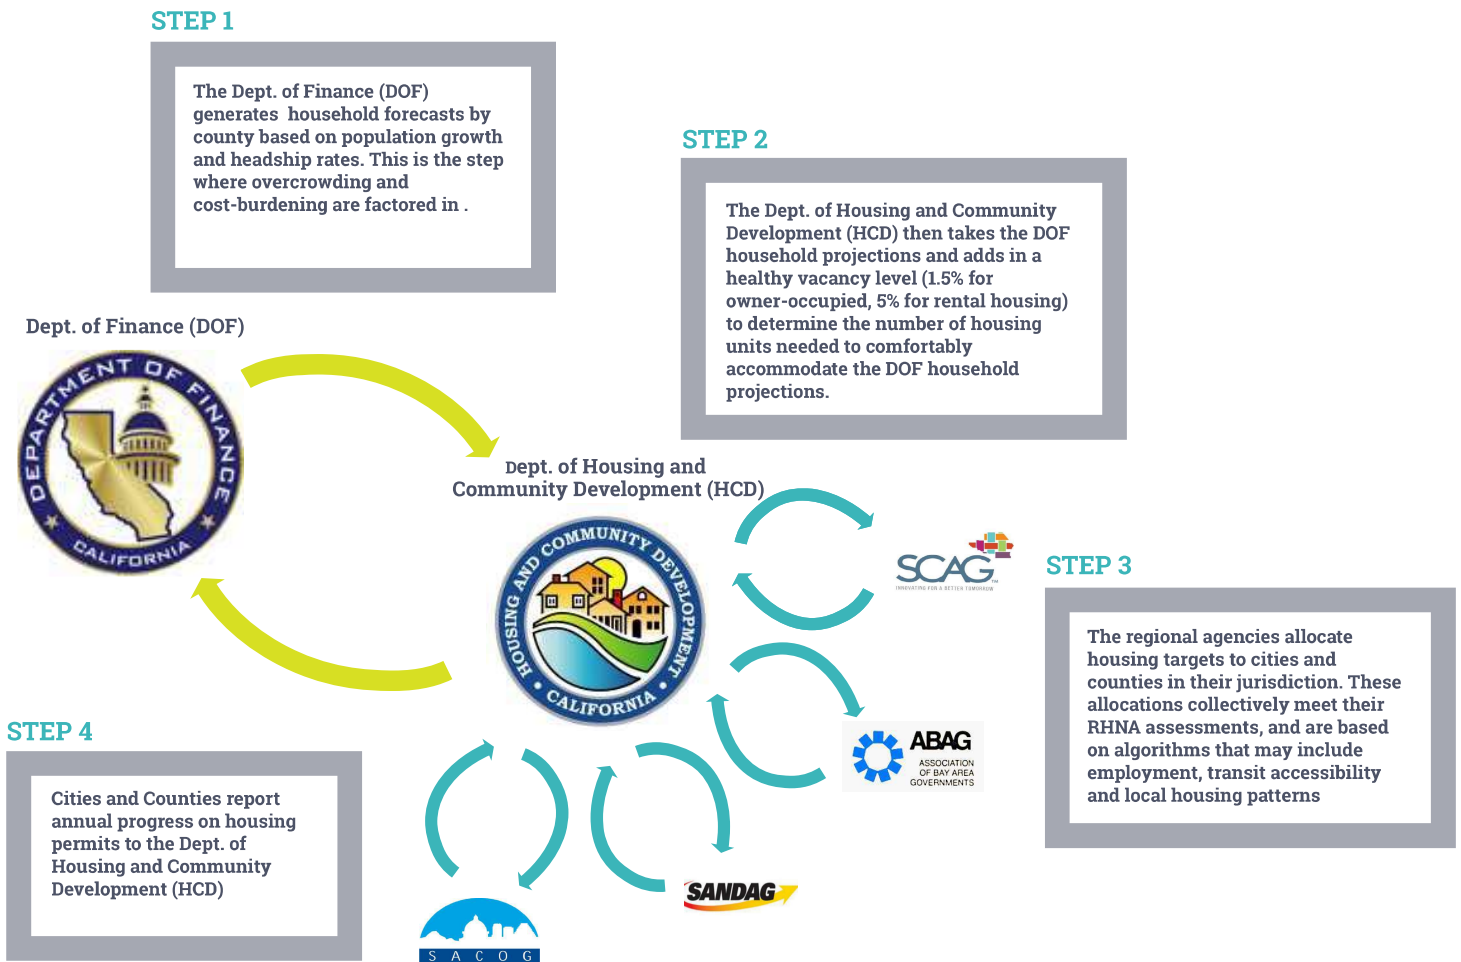 STEP 1
The Dept. of Finance (DOF)
generates household forecasts by
county based on population growth
and headship rates. This is the step
where overcrowding and
cost-burdening are factored in .
STEP 2
The Dept. of Housing and Community
Development (HCD) then takes the DOF
household projections and adds in a
healthy vacancy level (1.5% for
owner-occupied, 5% for rental housing)
to determine the number of housing
units needed to comfortably
accommodate the DOF household
projections.
Dept. of Finance (DOF)
DEPARTMENT OF FINANCE
CALIFORNIA
Dept. of Housing and
Community Development (HCD)
HOUSING AND COMMUNITY DEVELOPMENT
CALIFORNIA
SCAG
INNOVATING FOR A BETTER TOMORROW
STEP 3
The regional agencies allocate
housing targets to cities and
counties in their jurisdiction. These
allocations collectively meet their
RHNA assessments, and are based
on algorithms that may include
employment, transit accessibility
and local housing patterns
ABAG
ASSOCIATION
OF BAY AREA
GOVERNMENTS
STEP 4
Cities and Counties report
annual progress on housing
permits to the Dept. of
Housing and Community
Development (HCD)
SANDAG
SACOG